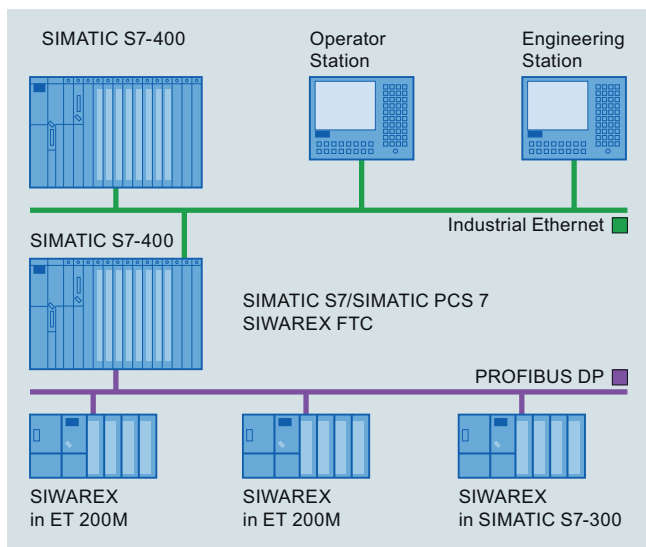 SIMATIC S7-400
Operator
Station
Engineering
Station
Industrial Ethernet
SIMATIC S7-400
SIMATIC S7/SIMATIC PCS 7
SIWAREX FTC
PROFIBUS DP
SIWAREX
in ET 200M
SIWAREX
in ET 200M
SIWAREX
in SIMATIC S7-300